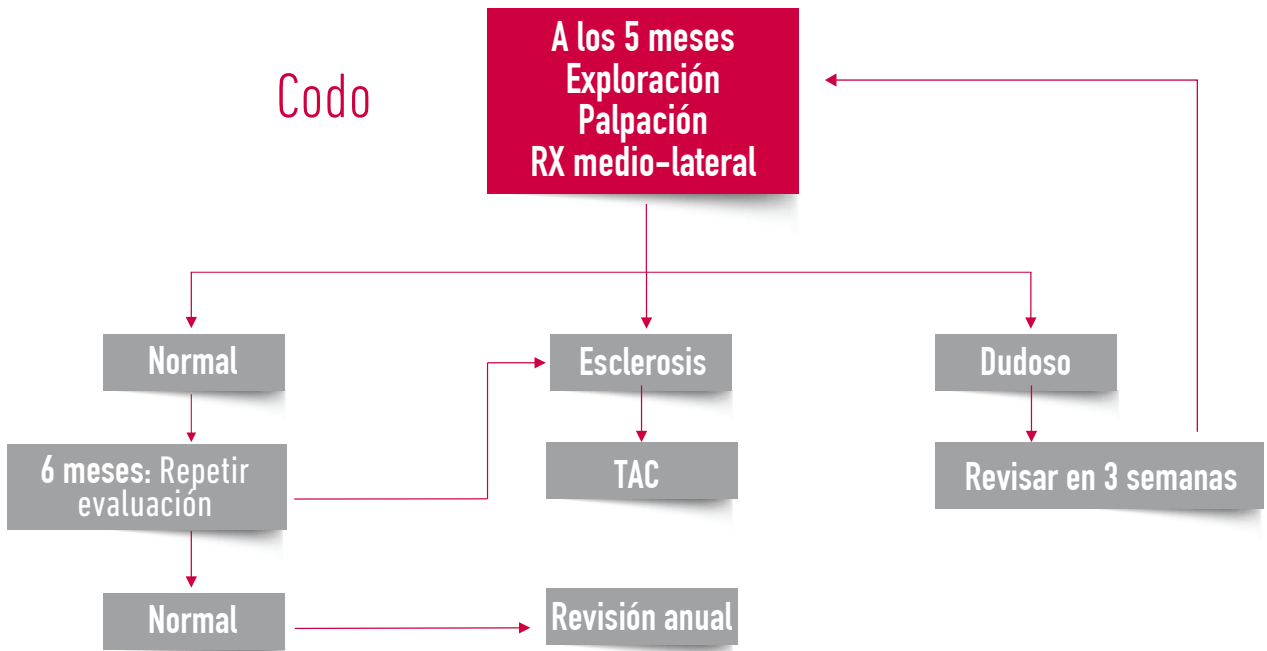 Codo
A los 5 meses
Exploración
Palpación
RX medio-lateral
Normal
Esclerosis
Dudoso
6 meses: Repetir
evaluación
TAC
Revisar en 3 semanas
Normal
Revisión anual